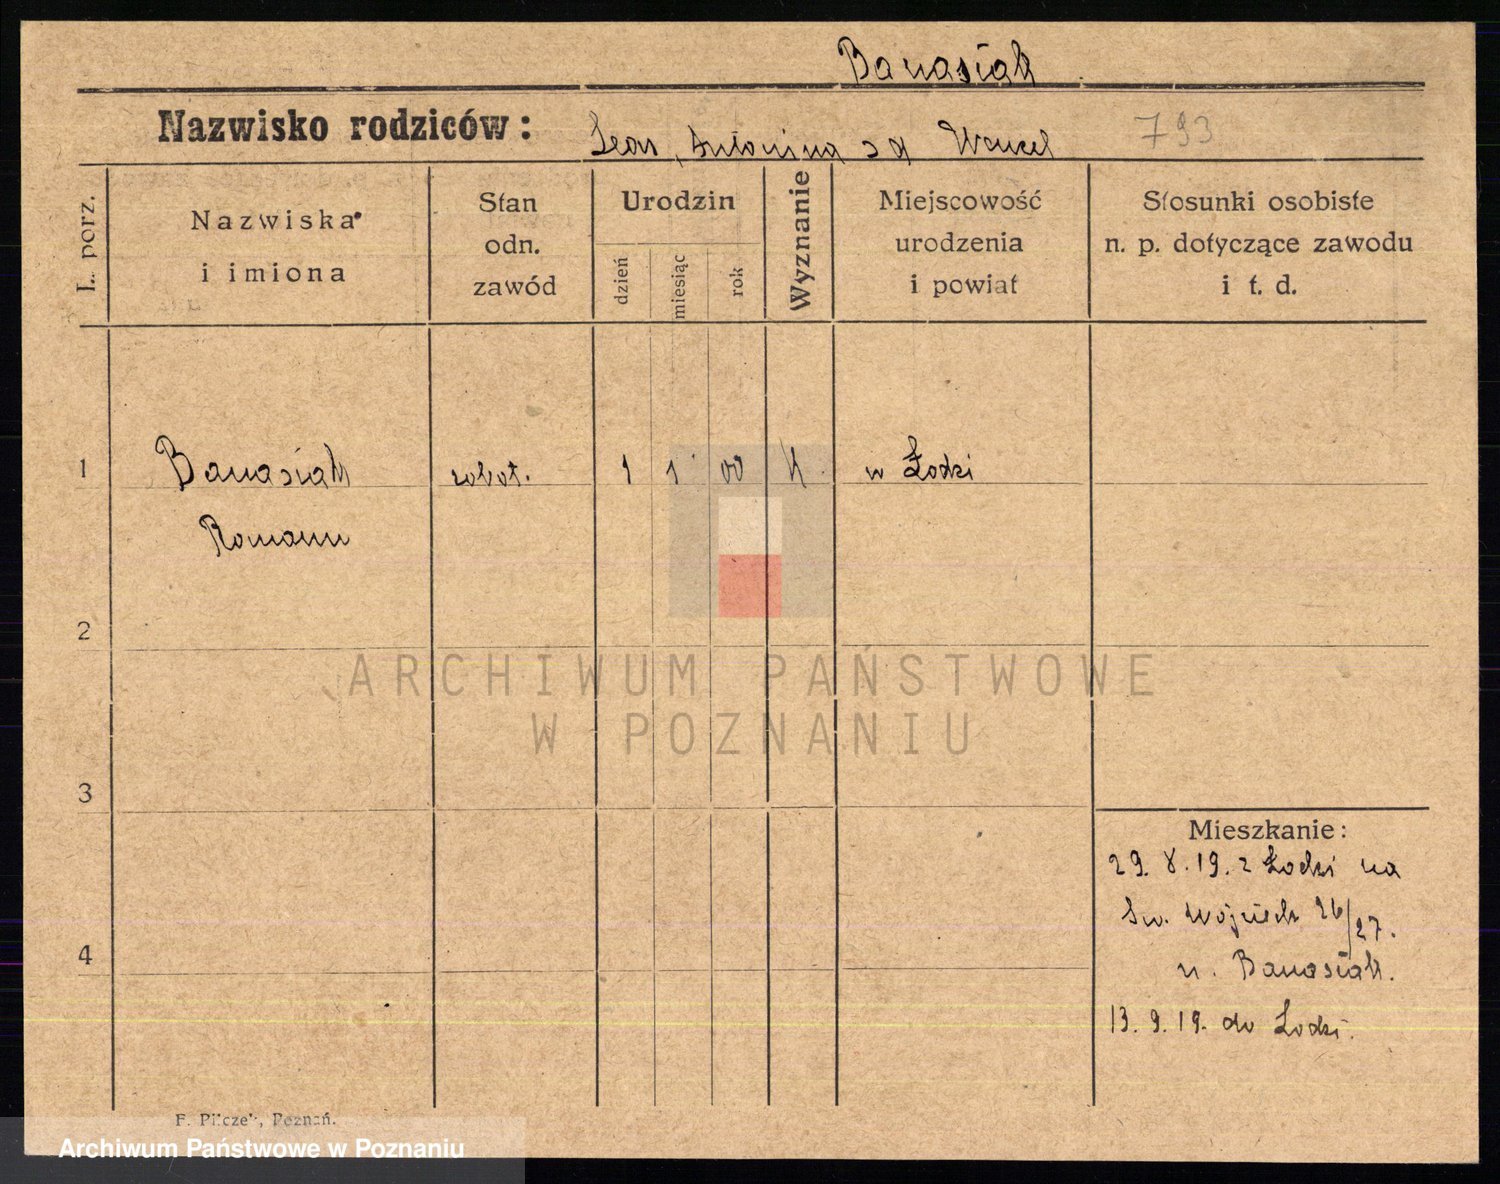 Banasiak
Nazwisko rodziców: Leon, Antonina z d Wencel 793
L. porz.
Nazwiska i imiona
Stan odn. zawód
Urodzin
dzień
miesiąc
rok
Wyznanie
Miejscowość urodzenia i powiat
Stosunki osobiste n. p. dotyczące zawodu i t. d.
1 Banasiak robot. 1 1 00 k. w Łodzi
Roman
ARCHIWUM PAŃSTWOWE
W POZNANIU
2
3
4
Mieszkanie:
29. 8. 19. z Łodzi na
Św. Wojciech 26/27.
u. Banasiak.
13. 9. 19. do Łodzi.
F. Pilczek, Poznań.
Archiwum Państwowe w Poznaniu